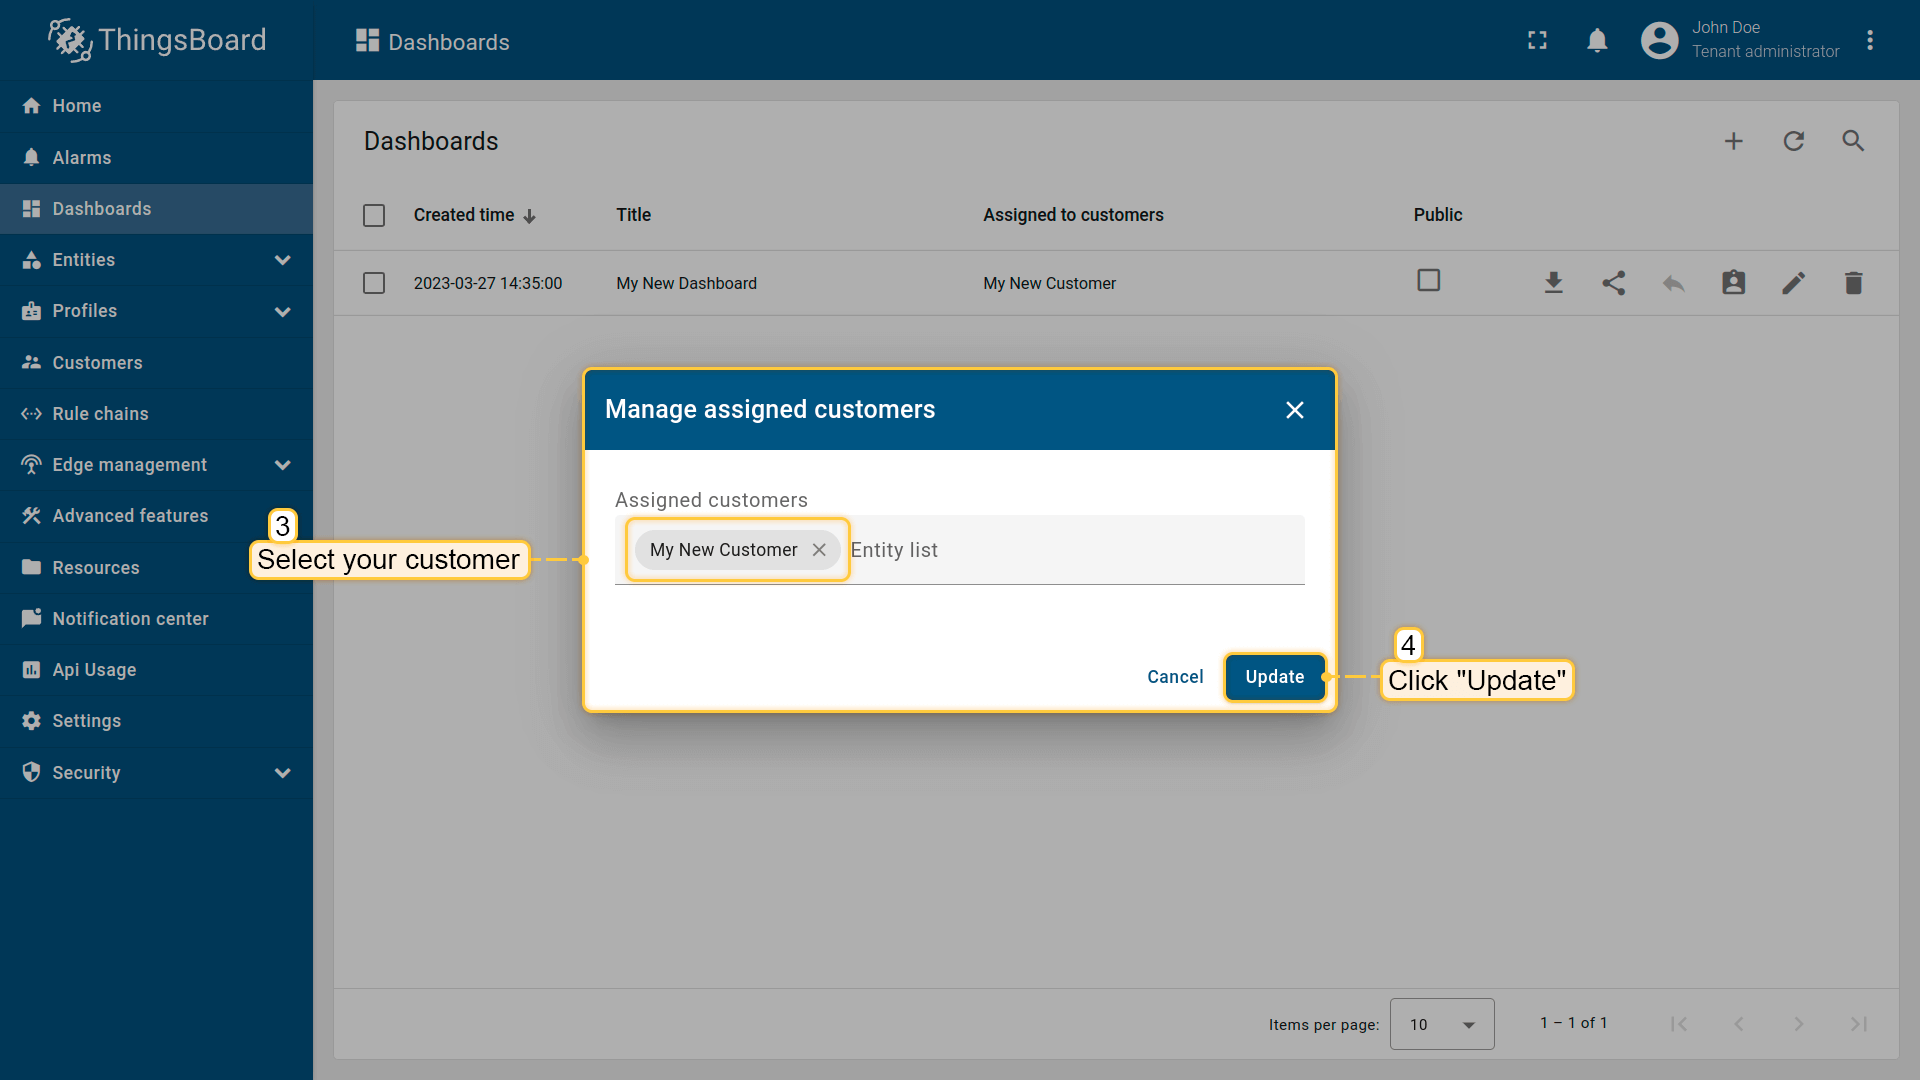 ThingsBoard
Dashboards
John Doe
Tenant administrator
Home
Alarms
Dashboards
Entities
Profiles
Customers
Rule chains
Edge management
Advanced features
Resources
Notification center
Api Usage
Settings
Security
Dashboards
Created time Title Assigned to customers Public
2023-03-27 14:35:00 My New Dashboard My New Customer
Manage assigned customers
Assigned customers
My New Customer Entity list
3
Select your customer
Cancel Update
4
Click "Update"
Items per page: 10 1 – 1 of 1